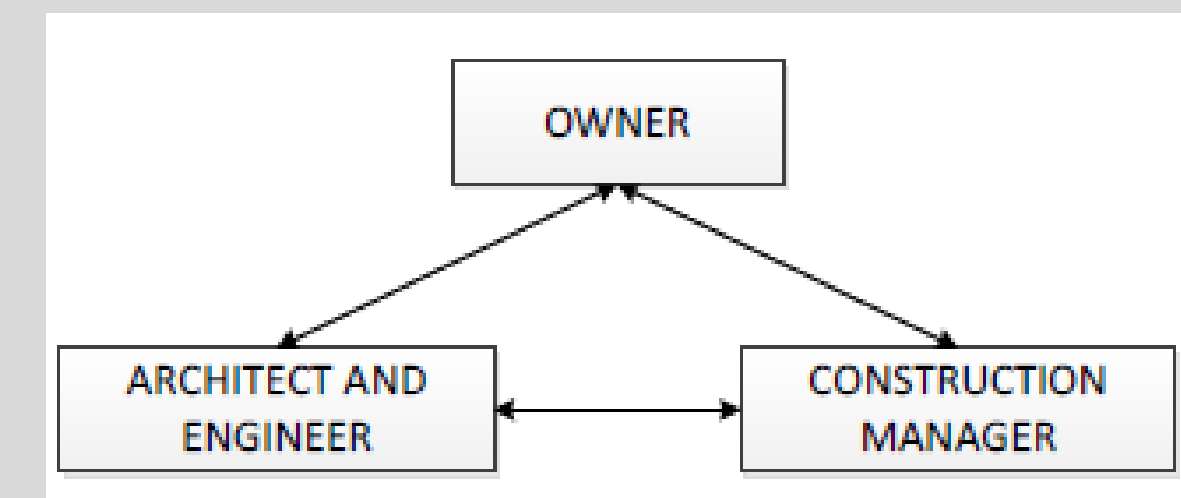 OWNER
ARCHITECT AND
ENGINEER
CONSTRUCTION
MANAGER